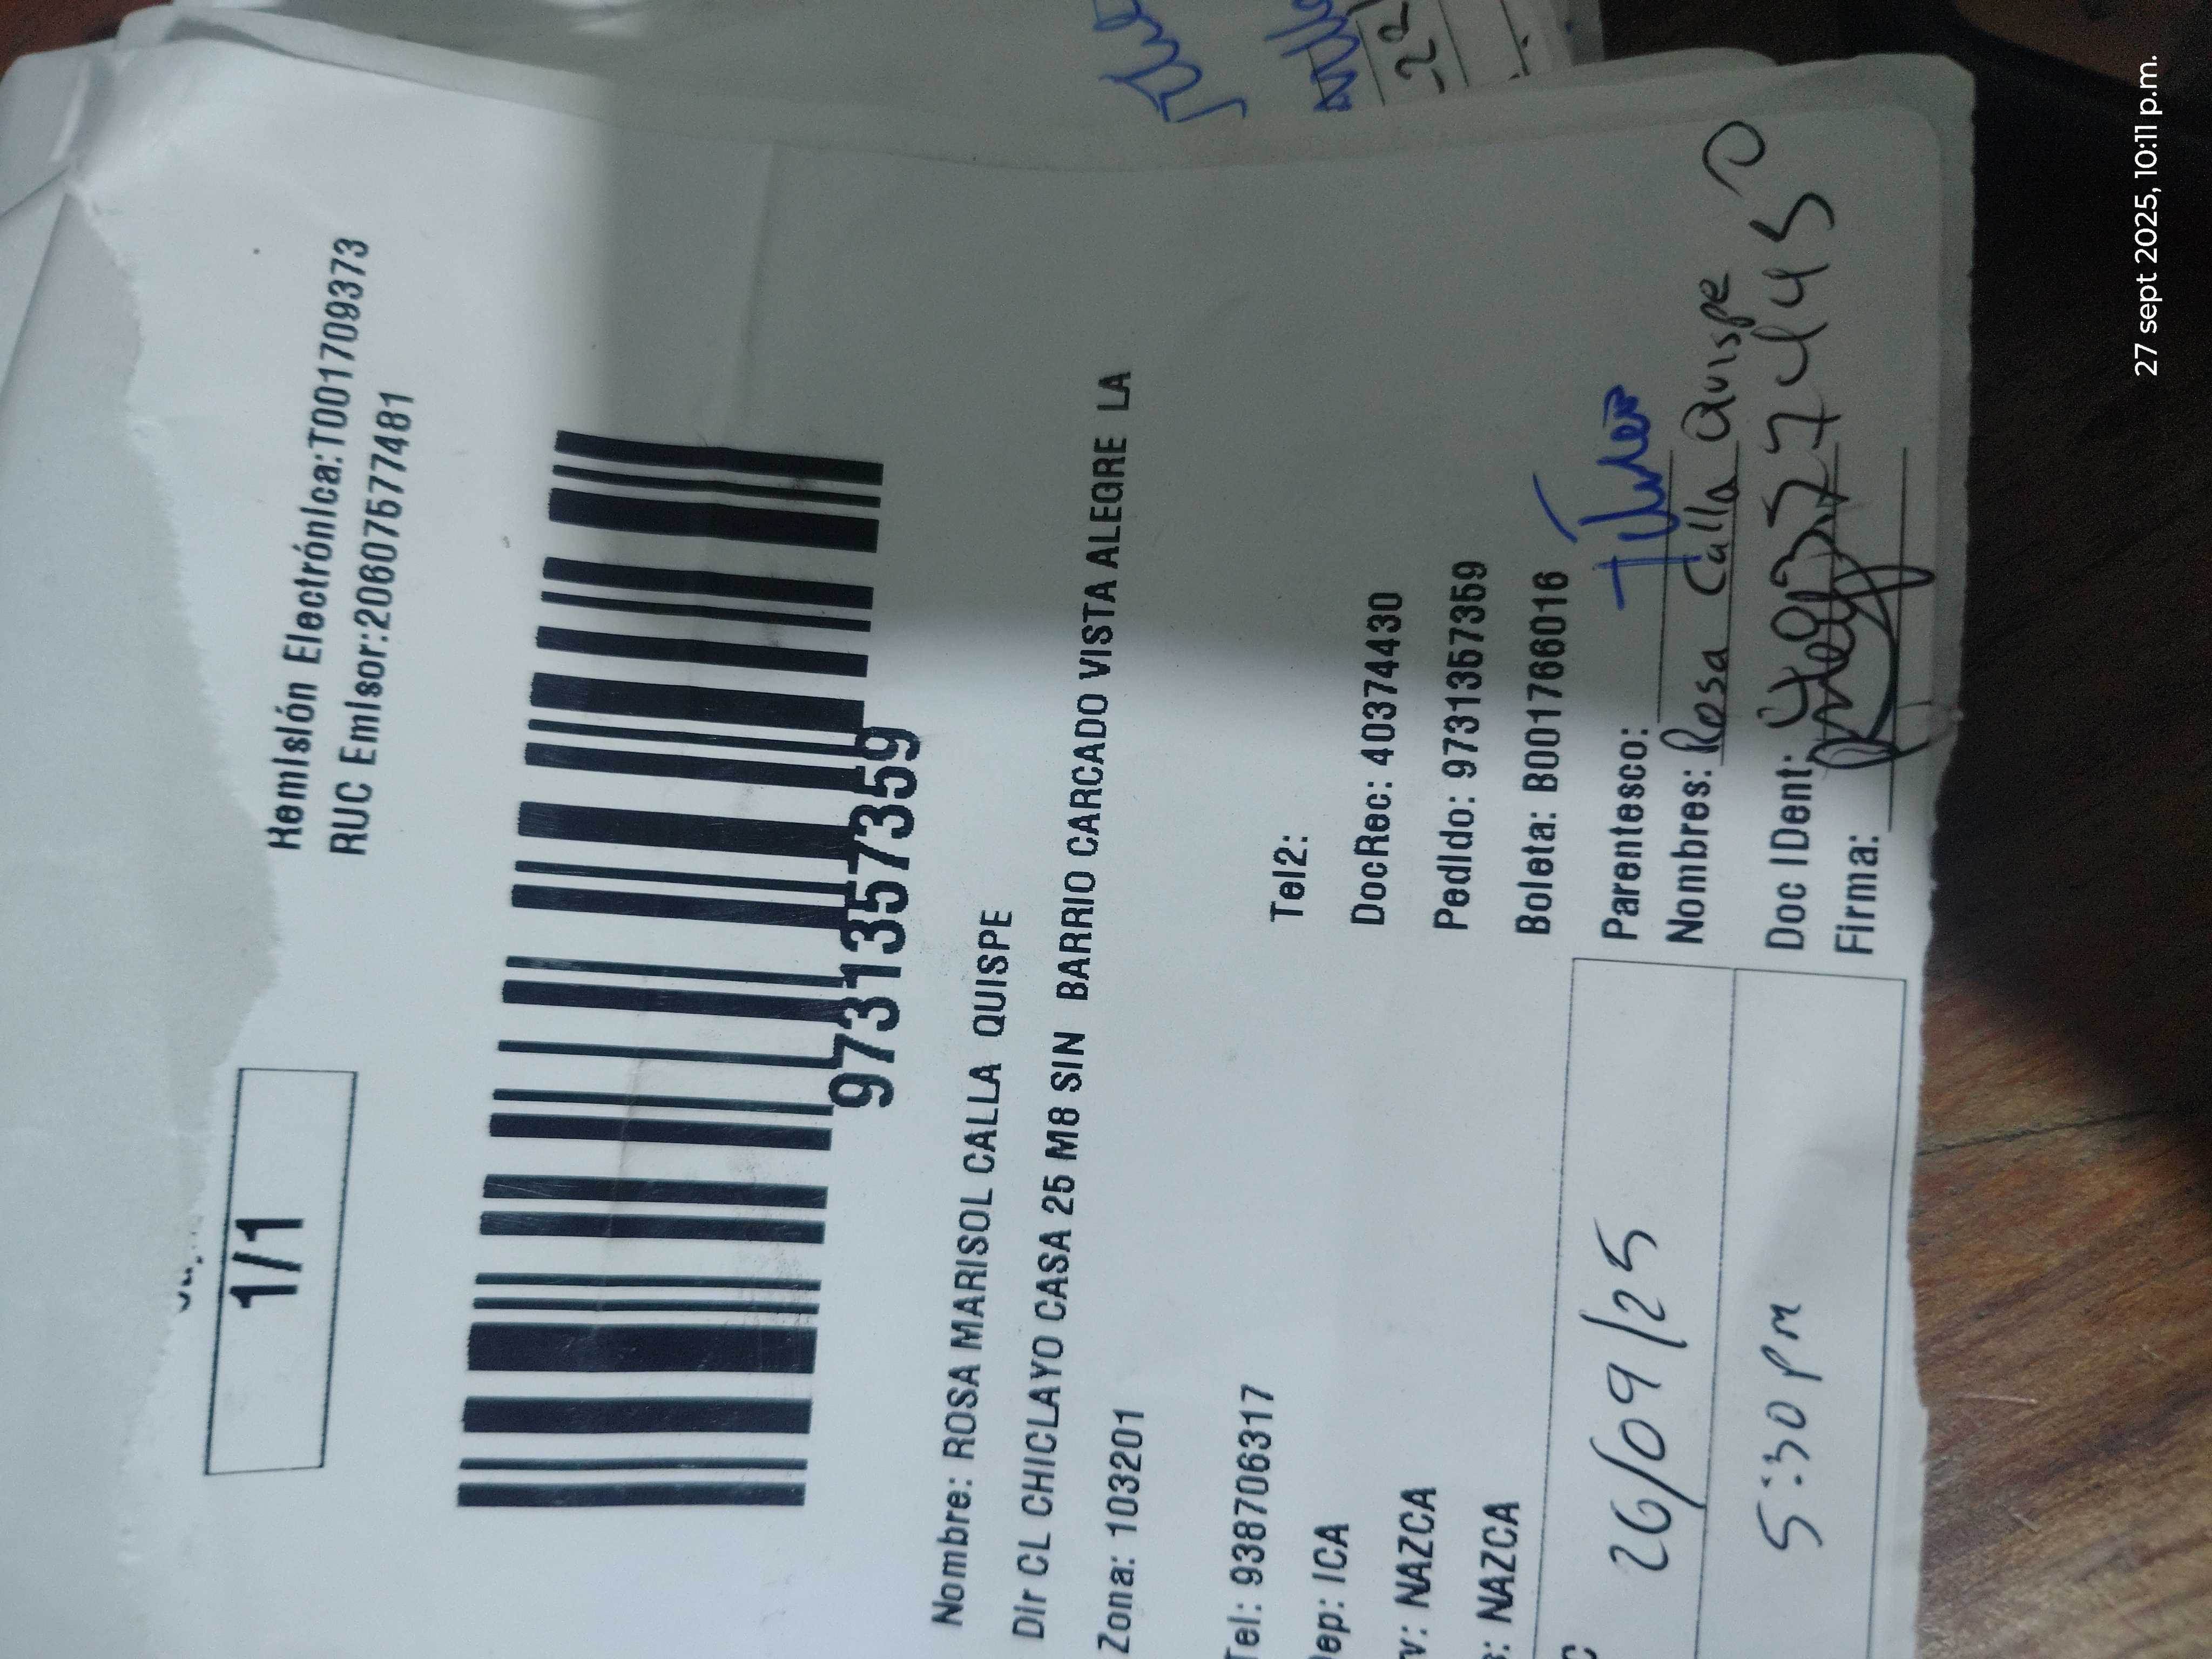 1/1
Remisión Electrónica:T001709373
RUC Emisor:20607577481
9731357359
Nombre: ROSA MARISOL CALLA QUISPE
Dir CL CHICLAYO CASA 25 M8 SIN BARRIO CARCADO VISTA ALEGRE LA
Zona: 103201
Tel: 938706317
Tel2:
ep: ICA
DocRec: 40374430
v: NAZCA
Pedido: 9731357359
: NAZCA
Boleta: B001766016
26/09/25
Parentesco: Titular
Nombres: Rosa Calla Quispe
5:30 PM
Doc IDent:
Firma:
-22
27 sept 2025, 10:11 p.m.